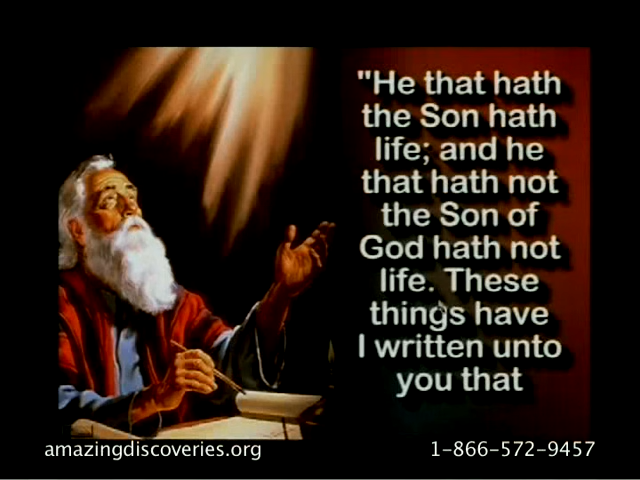 "He that hath
the Son hath
life; and he
that hath not
the Son of
God hath not
life. These
things have
I written unto
you that
amazingdiscoveries.org
1-866-572-9457